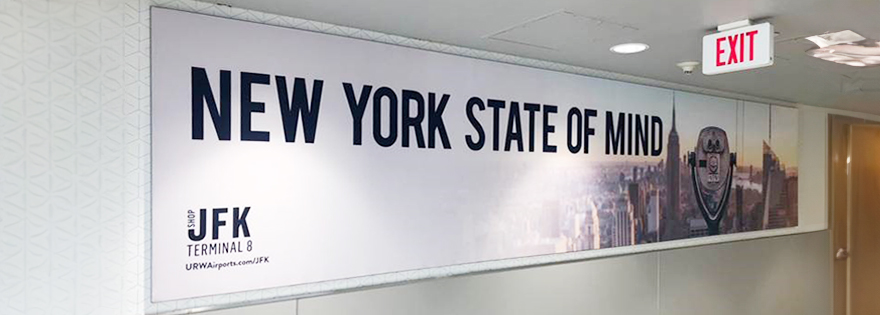 NEW YORK STATE OF MIND
EXIT
SHOP
JFK
TERMINAL 8
URWAirports.com/JFK